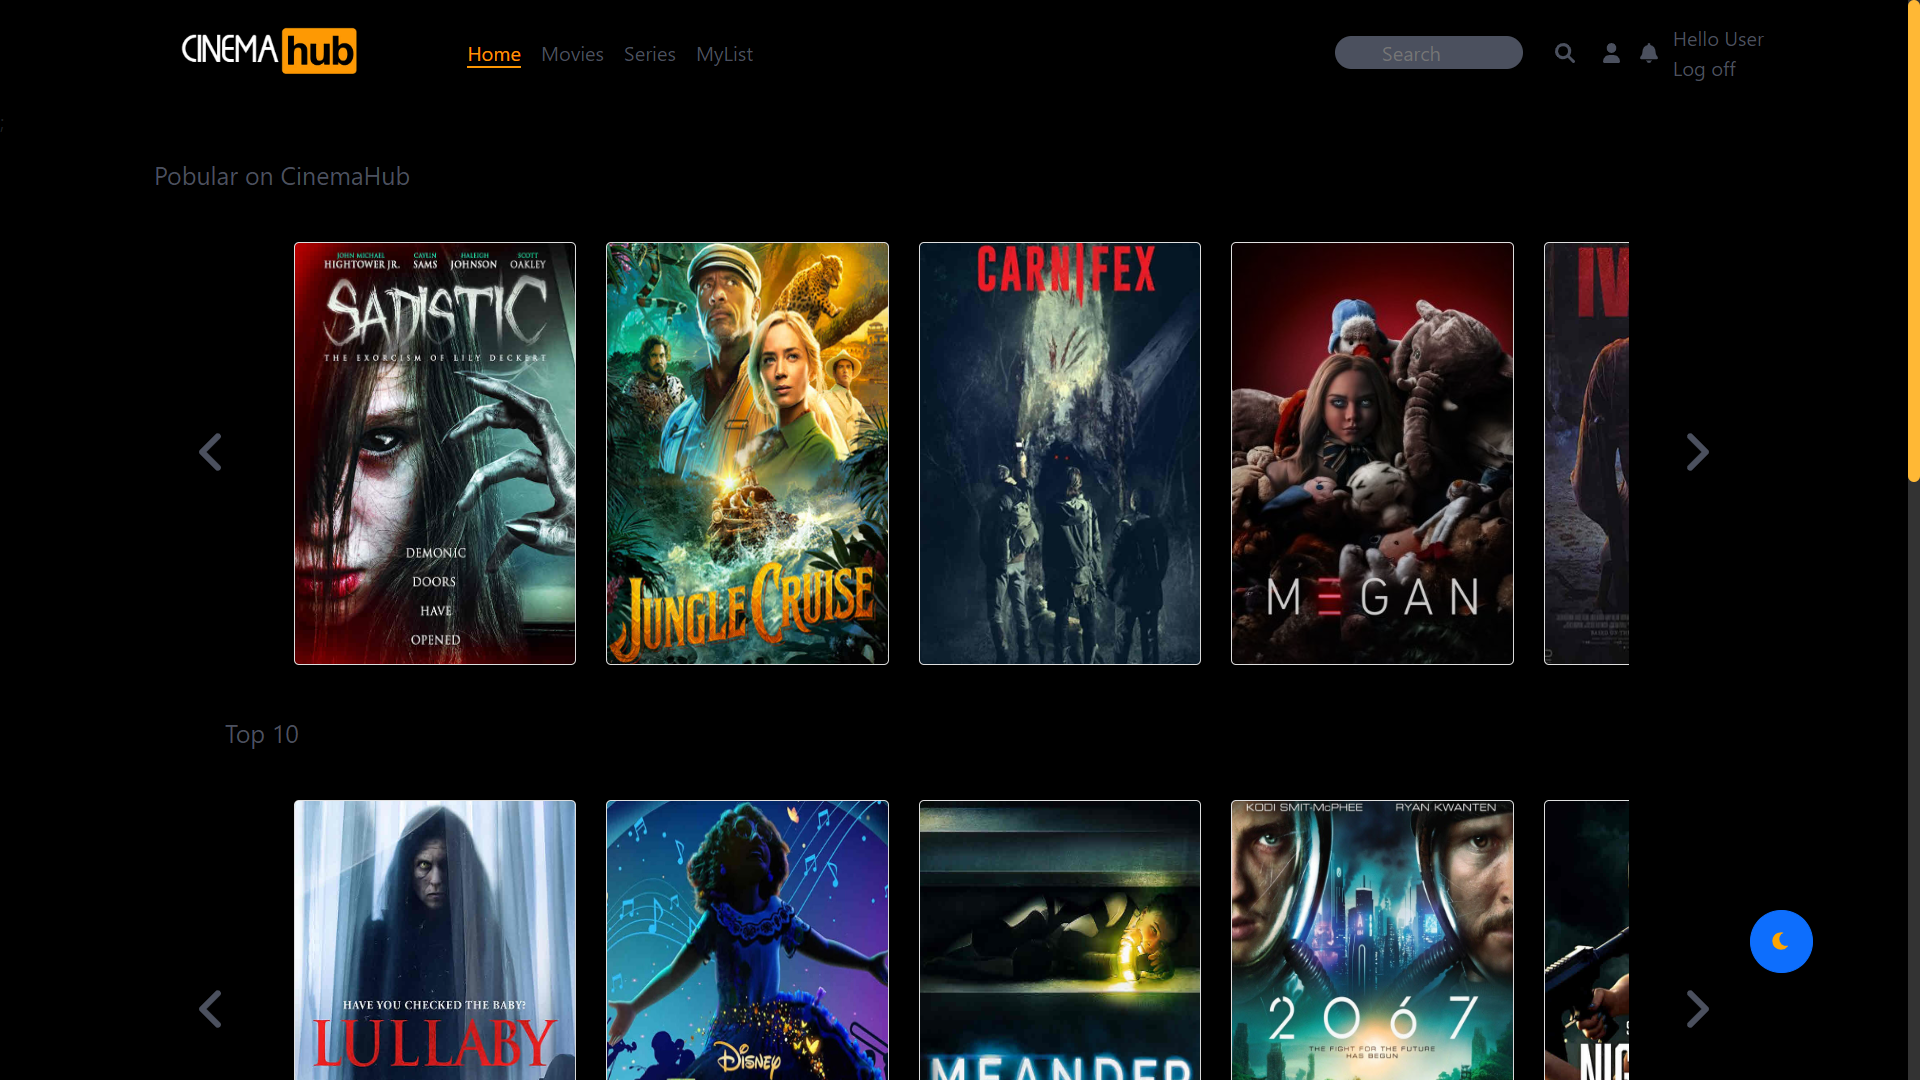 CINEMA hub
Home Movies Series MyList
Search
Hello User
Log off
;
Pobular on CinemaHub
JOHN MICHAEL HIGHTOWER JR. CAYLIN SAMS HALEIGH JOHNSON SCOTT OAKLEY
SADISTIC
THE EXORCISM OF LILY DECKERT
DEMONIC
DOORS
HAVE
OPENED
JUNGLE CRUISE
CARNIFEX
MEGAN
Top 10
HAVE YOU CHECKED THE BABY?
LULLABY
DISNEY
MEANDER
KODI SMIT-McPHEE RYAN KWANTEN
2067
THE FIGHT FOR THE FUTURE
HAS BEGUN